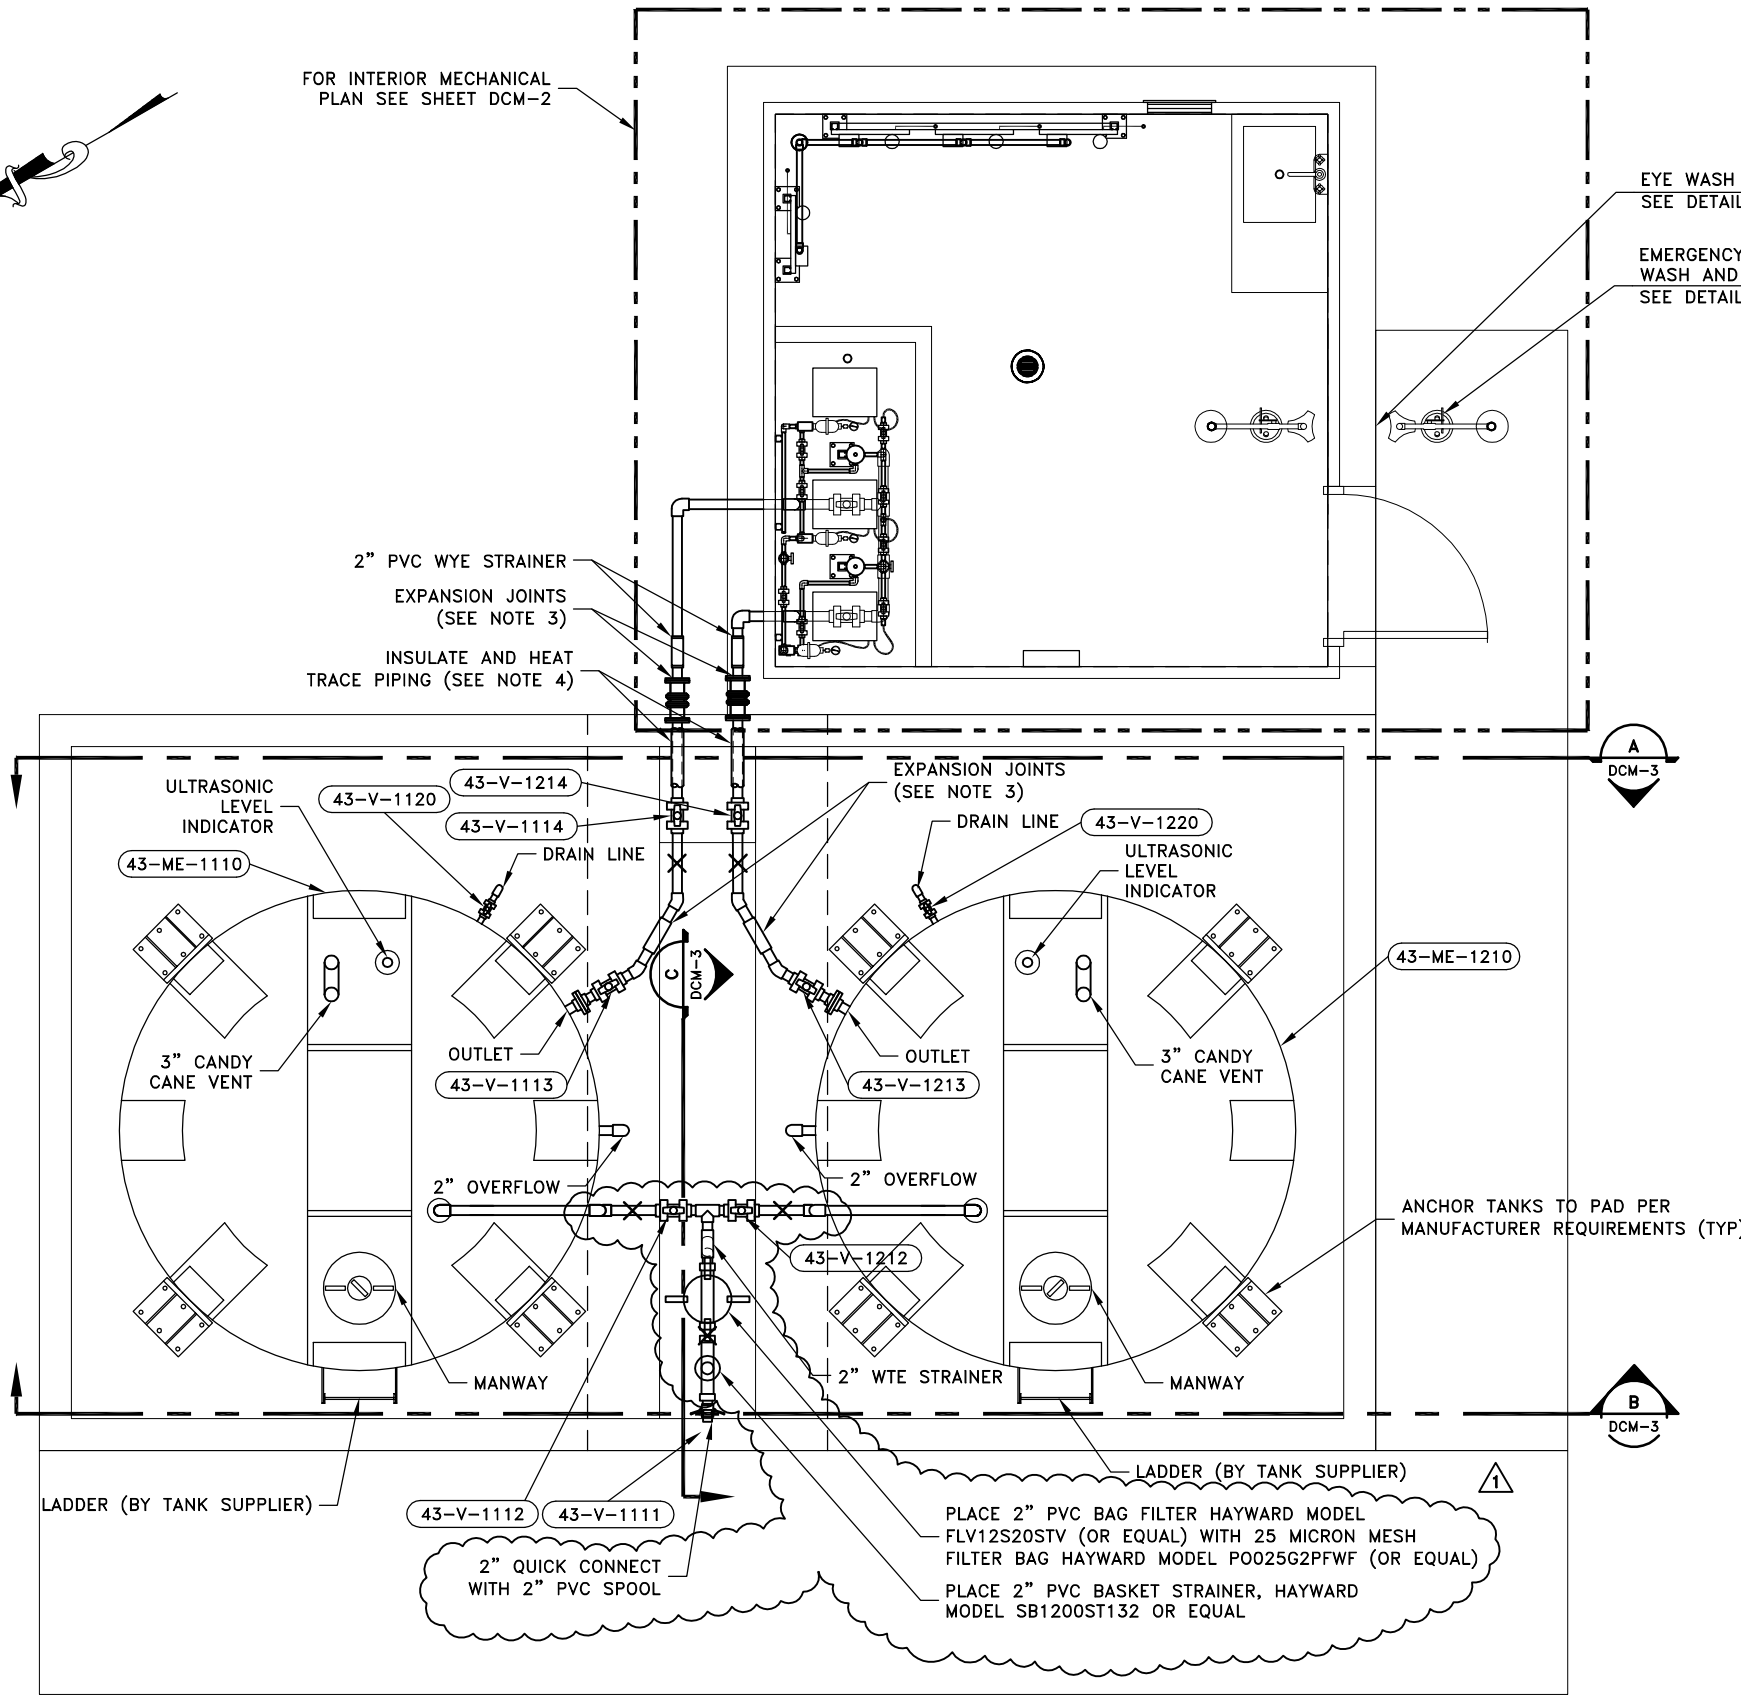 FOR INTERIOR MECHANICAL
PLAN SEE SHEET DCM-2
EYE WASH
SEE DETAIL
EMERGENCY
WASH AND
SEE DETAIL
2" PVC WYE STRAINER
EXPANSION JOINTS
(SEE NOTE 3)
INSULATE AND HEAT
TRACE PIPING (SEE NOTE 4)
A
DCM-3
ULTRASONIC
LEVEL
INDICATOR
43-V-1120
43-V-1214
43-V-1114
EXPANSION JOINTS
(SEE NOTE 3)
DRAIN LINE
43-V-1220
43-ME-1110
DRAIN LINE
ULTRASONIC
LEVEL
INDICATOR
43-ME-1210
C
DCM-3
3" CANDY
CANE VENT
OUTLET
43-V-1113
OUTLET
43-V-1213
3" CANDY
CANE VENT
2" OVERFLOW
2" OVERFLOW
ANCHOR TANKS TO PAD PER
MANUFACTURER REQUIREMENTS (TYP)
43-V-1212
MANWAY
2" WTE STRAINER
MANWAY
B
DCM-3
LADDER (BY TANK SUPPLIER)
LADDER (BY TANK SUPPLIER)
1
43-V-1112
43-V-1111
2" QUICK CONNECT
WITH 2" PVC SPOOL
PLACE 2" PVC BAG FILTER HAYWARD MODEL
FLV12S20STV (OR EQUAL) WITH 25 MICRON MESH
FILTER BAG HAYWARD MODEL PO025G2PFWF (OR EQUAL)
PLACE 2" PVC BASKET STRAINER, HAYWARD
MODEL SB1200ST132 OR EQUAL